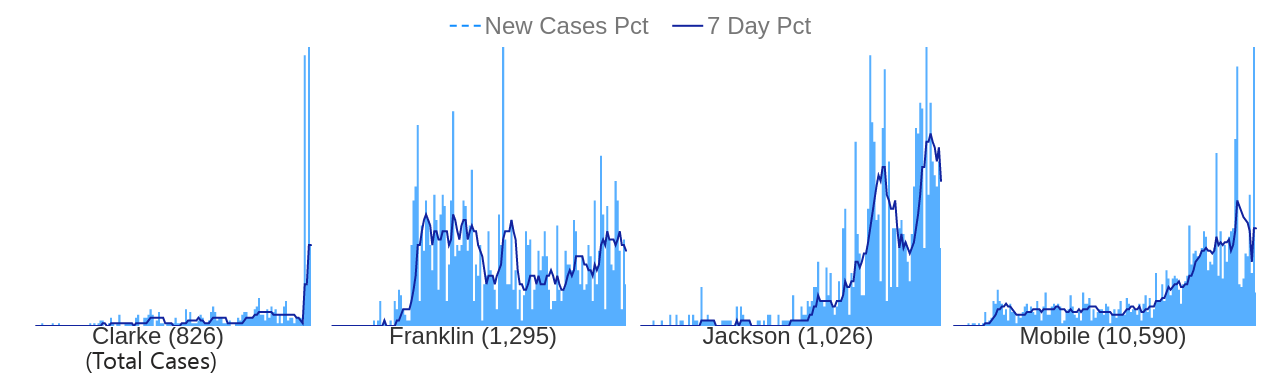 New Cases Pct 7 Day Pct
Clarke (826) Franklin (1,295) Jackson (1,026) Mobile (10,590)
(Total Cases)